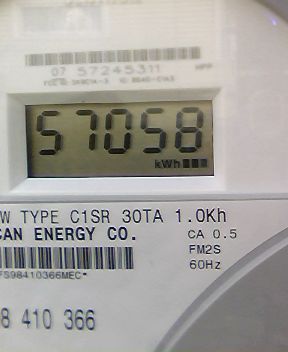 07 57245311
57058
kWh
W TYPE C1SR 30TA 1.0Kh
CAN ENERGY CO.
CA 0.5
FM2S
60Hz
FS98410366MEC*
8 410 366